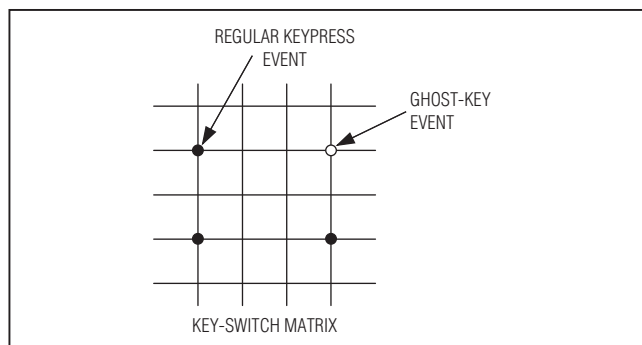 REGULAR KEYPRESS
EVENT
GHOST-KEY
EVENT
KEY-SWITCH MATRIX